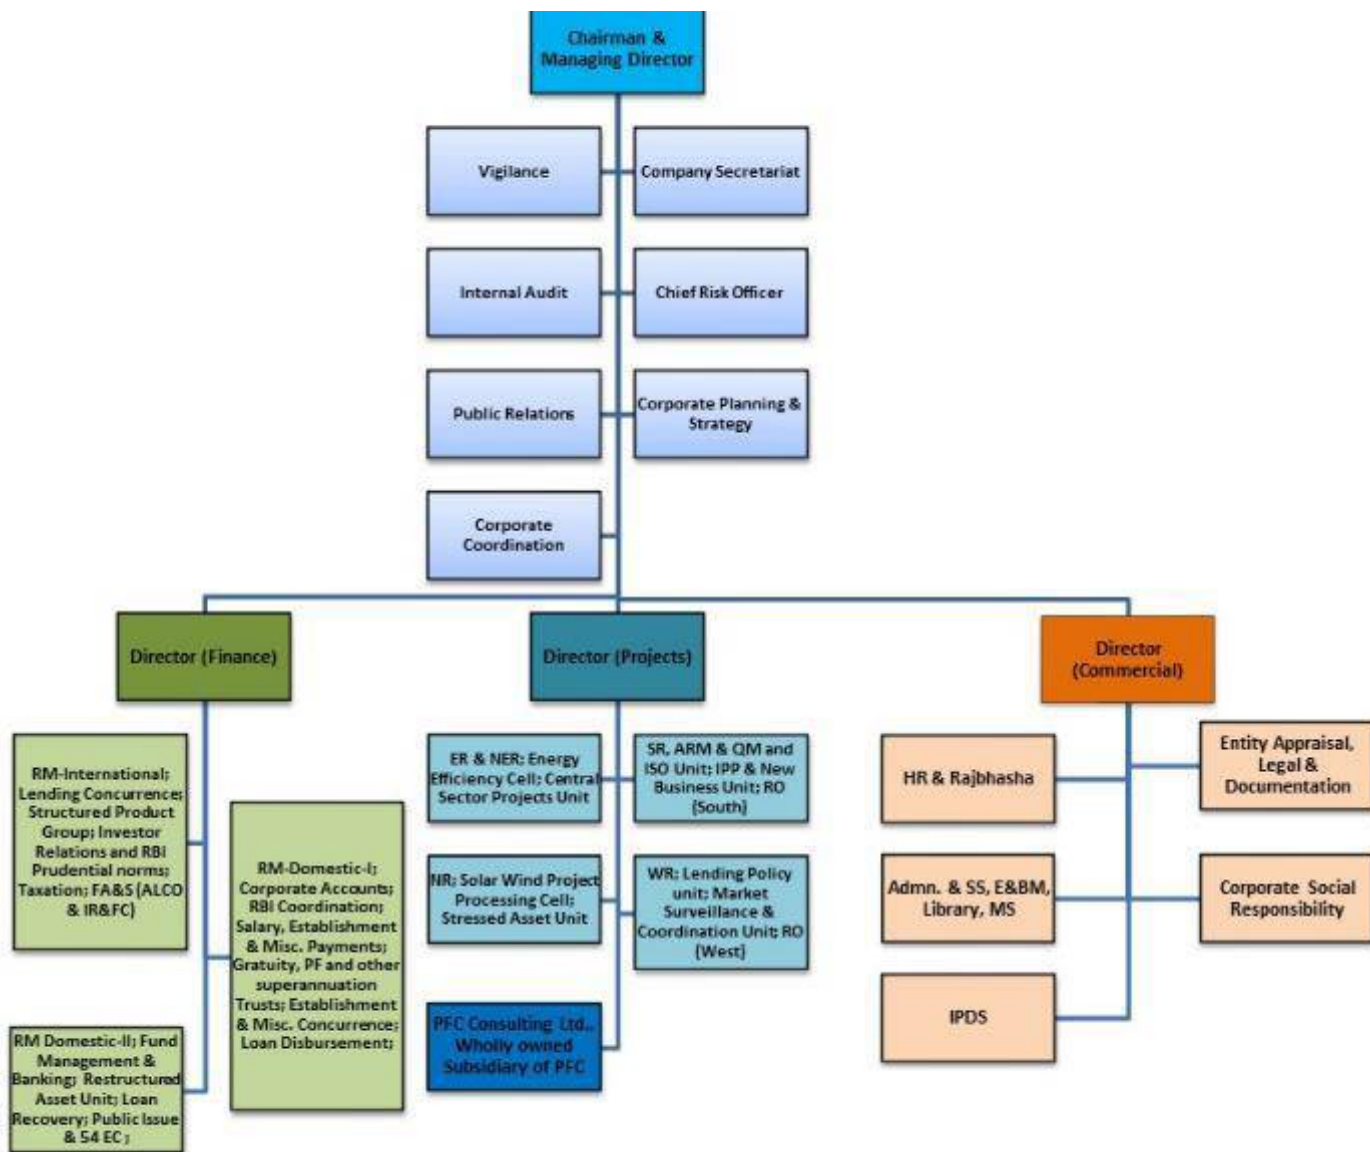 Chairman &
Managing Director
Vigilance
Company Secretariat
Internal Audit
Chief Risk Officer
Public Relations
Corporate Planning &
Strategy
Corporate
Coordination
Director (Finance)
Director (Projects)
Director
(Commercial)
RM-International;
Lending Concurrence;
Structured Product
Group; Investor
Relations and RBI
Prudential norms;
Taxation; FA&S (ALCO
& IR&FC)
RM-Domestic-I;
Corporate Accounts;
RBI Coordination;
Salary, Establishment
& Misc. Payments;
Gratuity, PF and other
superannuation
Trusts; Establishment
& Misc. Concurrence;
Loan Disbursement;
RM Domestic-II; Fund
Management &
Banking; Restructured
Asset Unit; Loan
Recovery; Public Issue
& 54 EC ;
ER & NER; Energy
Efficiency Cell; Central
Sector Projects Unit
SR, ARM & QM and
ISO Unit; IPP & New
Business Unit; RO
(South)
NR; Solar Wind Project
Processing Cell;
Stressed Asset Unit
WR; Lending Policy
unit; Market
Surveillance &
Coordination Unit; RO
(West)
PFC Consulting Ltd.,
Wholly owned
Subsidiary of PFC
HR & Rajbhasha
Entity Appraisal,
Legal &
Documentation
Admn. & SS, E&BM,
Library, MS
Corporate Social
Responsibility
IPDS